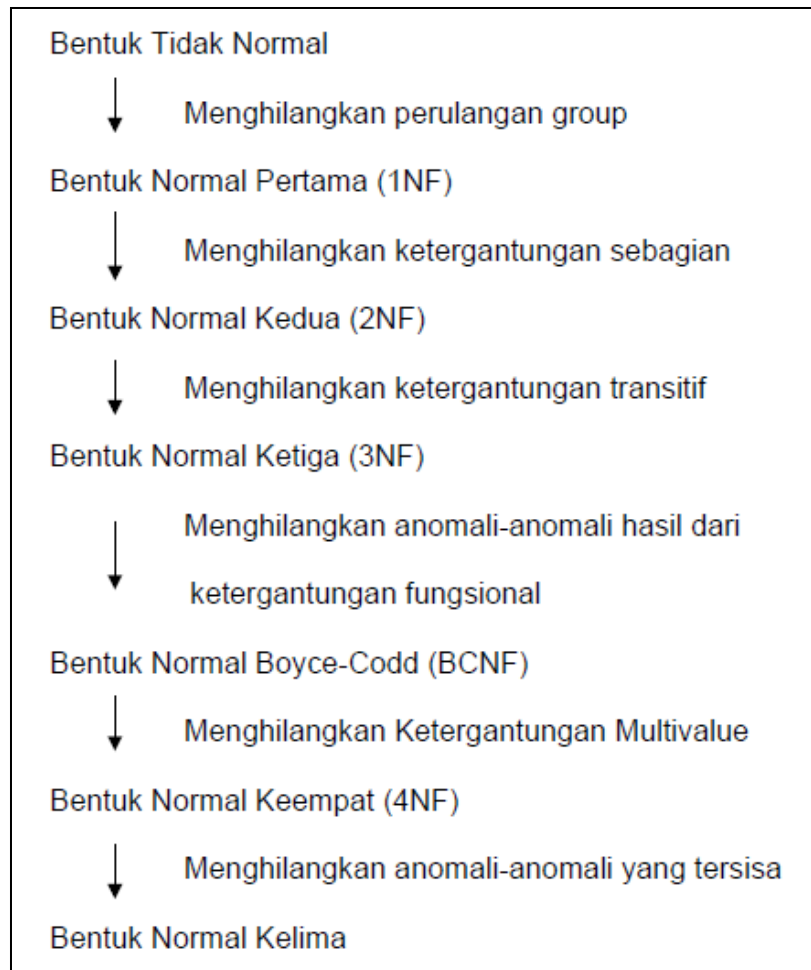 Bentuk Tidak Normal
Menghilangkan perulangan group
Bentuk Normal Pertama (1NF)
Menghilangkan ketergantungan sebagian
Bentuk Normal Kedua (2NF)
Menghilangkan ketergantungan transitif
Bentuk Normal Ketiga (3NF)
Menghilangkan anomali-anomali hasil dari
ketergantungan fungsional
Bentuk Normal Boyce-Codd (BCNF)
Menghilangkan Ketergantungan Multivalue
Bentuk Normal Keempat (4NF)
Menghilangkan anomali-anomali yang tersisa
Bentuk Normal Kelima